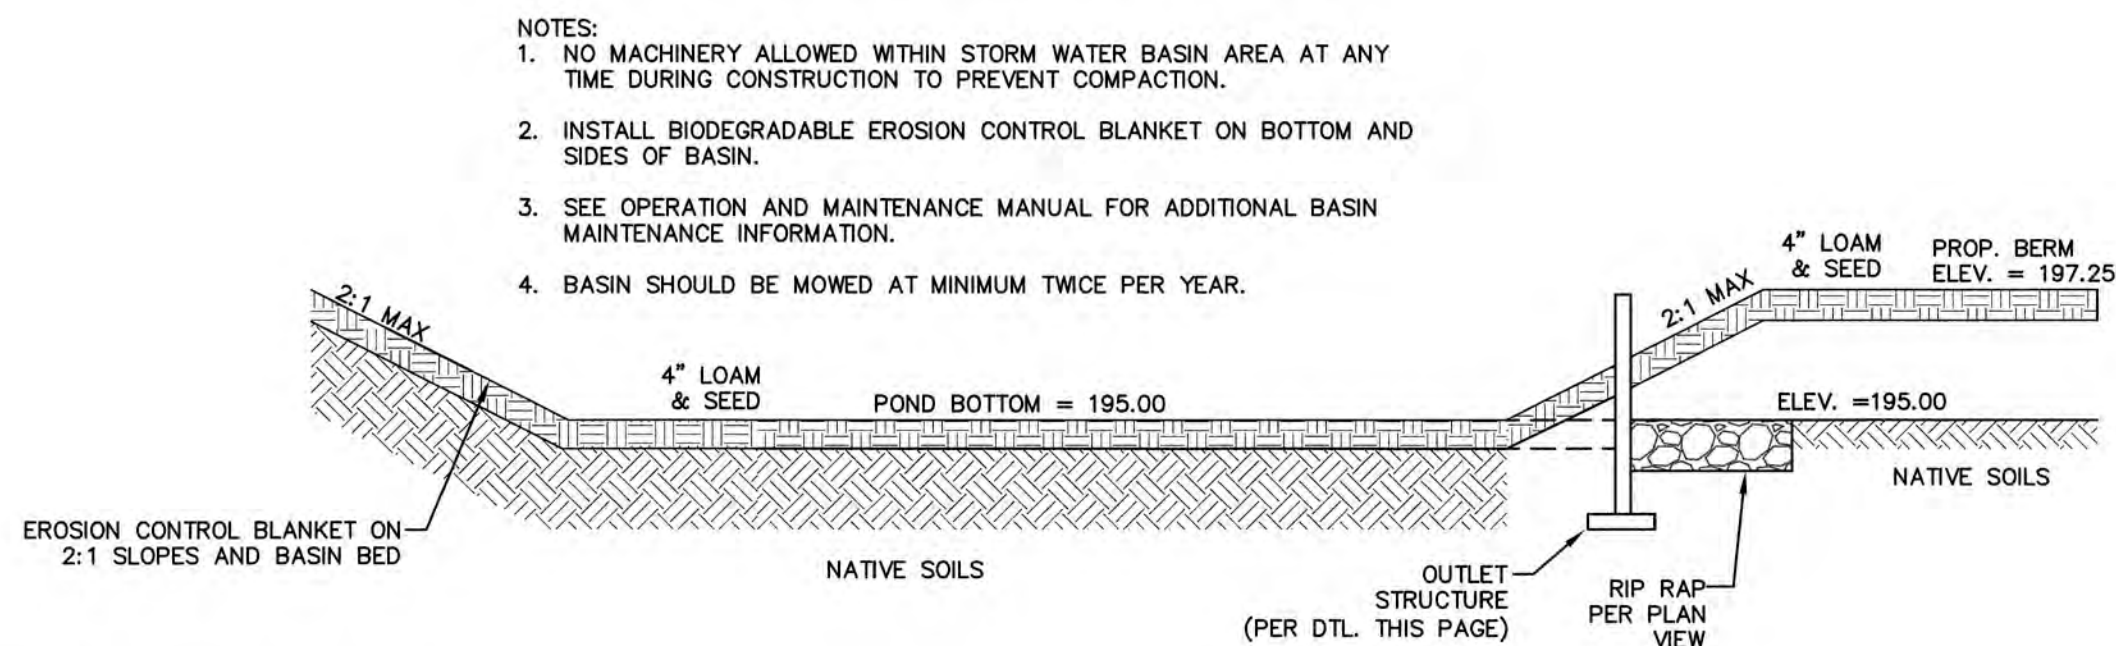 NOTES:
1. NO MACHINERY ALLOWED WITHIN STORM WATER BASIN AREA AT ANY
TIME DURING CONSTRUCTION TO PREVENT COMPACTION.
2. INSTALL BIODEGRADABLE EROSION CONTROL BLANKET ON BOTTOM AND
SIDES OF BASIN.
3. SEE OPERATION AND MAINTENANCE MANUAL FOR ADDITIONAL BASIN
MAINTENANCE INFORMATION.
4. BASIN SHOULD BE MOWED AT MINIMUM TWICE PER YEAR.
2:1 MAX
4" LOAM
& SEED
POND BOTTOM = 195.00
2:1 MAX
4" LOAM
& SEED
PROP. BERM
ELEV. = 197.25
ELEV. =195.00
NATIVE SOILS
EROSION CONTROL BLANKET ON
2:1 SLOPES AND BASIN BED
NATIVE SOILS
OUTLET
STRUCTURE
(PER DTL. THIS PAGE)
RIP RAP
PER PLAN
VIEW